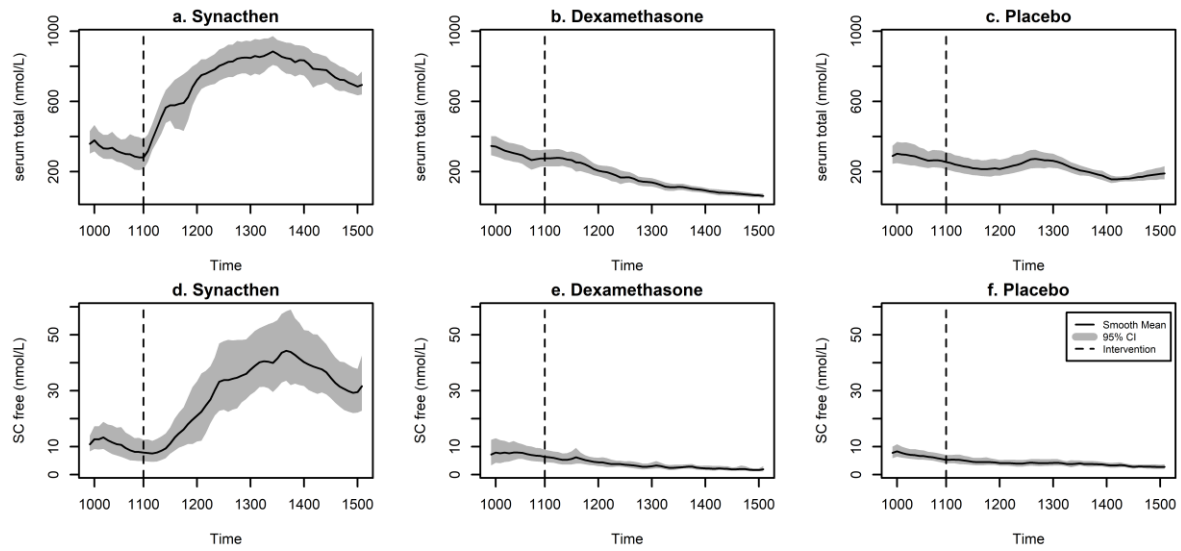 a. Synacthen
serum total (nmol/L)
200
600
1000
1000 1100 1200 1300 1400 1500
Time
b. Dexamethasone
serum total (nmol/L)
200
600
1000
1000 1100 1200 1300 1400 1500
Time
c. Placebo
serum total (nmol/L)
200
600
1000
1000 1100 1200 1300 1400 1500
Time
d. Synacthen
SC free (nmol/L)
0
10
30
50
1000 1100 1200 1300 1400 1500
Time
e. Dexamethasone
SC free (nmol/L)
0
10
30
50
1000 1100 1200 1300 1400 1500
Time
f. Placebo
SC free (nmol/L)
0
10
30
50
Smooth Mean
95% CI
Intervention
1000 1100 1200 1300 1400 1500
Time